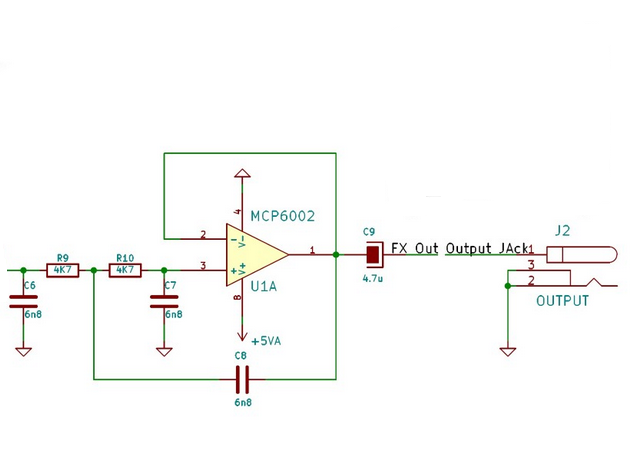 MCP6002
4
V-
2
-
3
+
V+
8
1
U1A
+5VA
R9
4K7
R10
4K7
C6
6n8
C7
6n8
C8
6n8
C9
4.7u
FX Out Output JAck
J2
1
3
2
OUTPUT